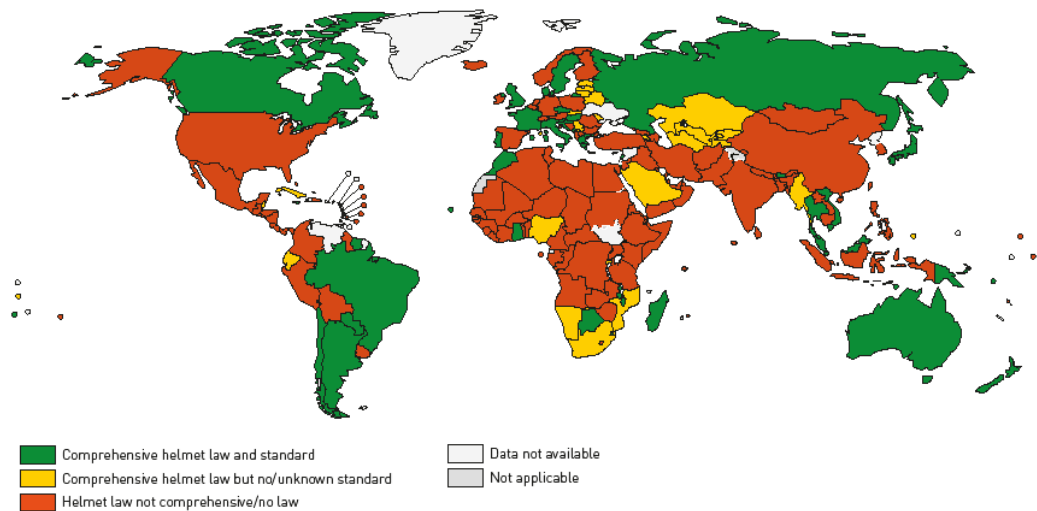 Comprehensive helmet law and standard
Comprehensive helmet law but no/unknown standard
Helmet law not comprehensive/no law
Data not available
Not applicable